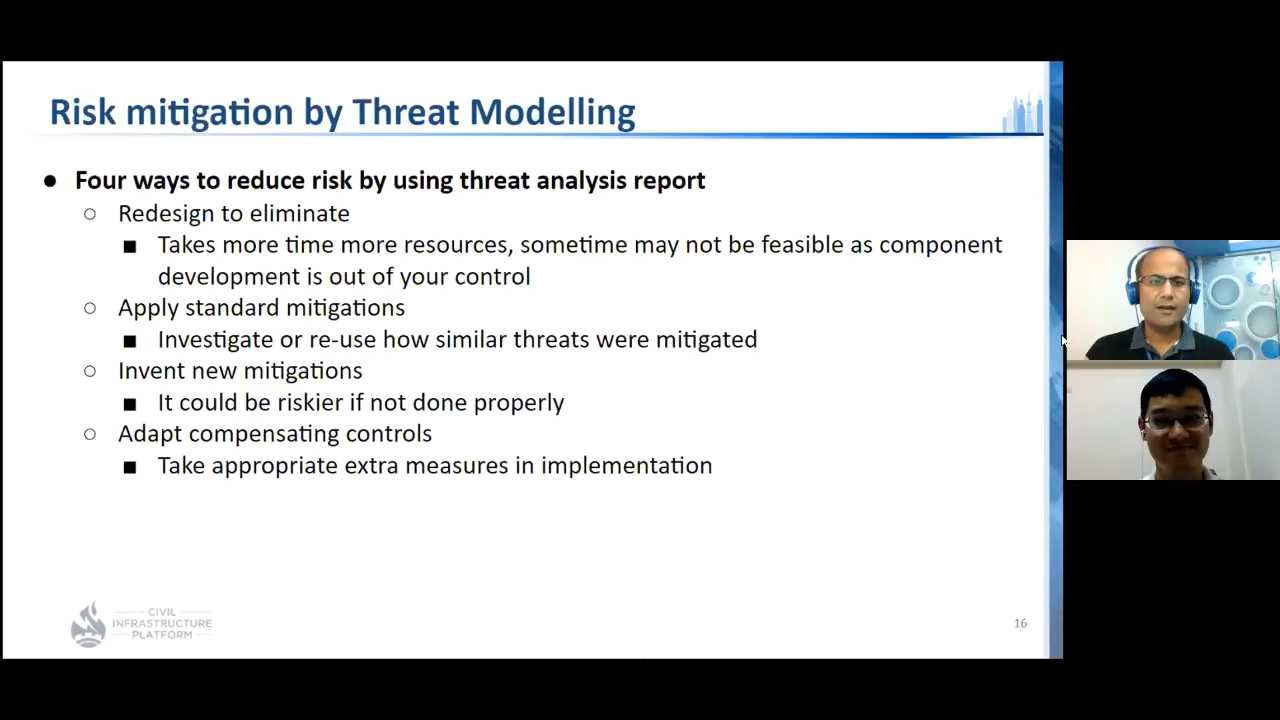 Risk mitigation by Threat Modelling
● Four ways to reduce risk by using threat analysis report
○ Redesign to eliminate
■ Takes more time more resources, sometime may not be feasible as component
development is out of your control
○ Apply standard mitigations
■ Investigate or re-use how similar threats were mitigated
○ Invent new mitigations
■ It could be riskier if not done properly
○ Adapt compensating controls
■ Take appropriate extra measures in implementation
CIVIL
INFRASTRUCTURE
PLATFORM
16